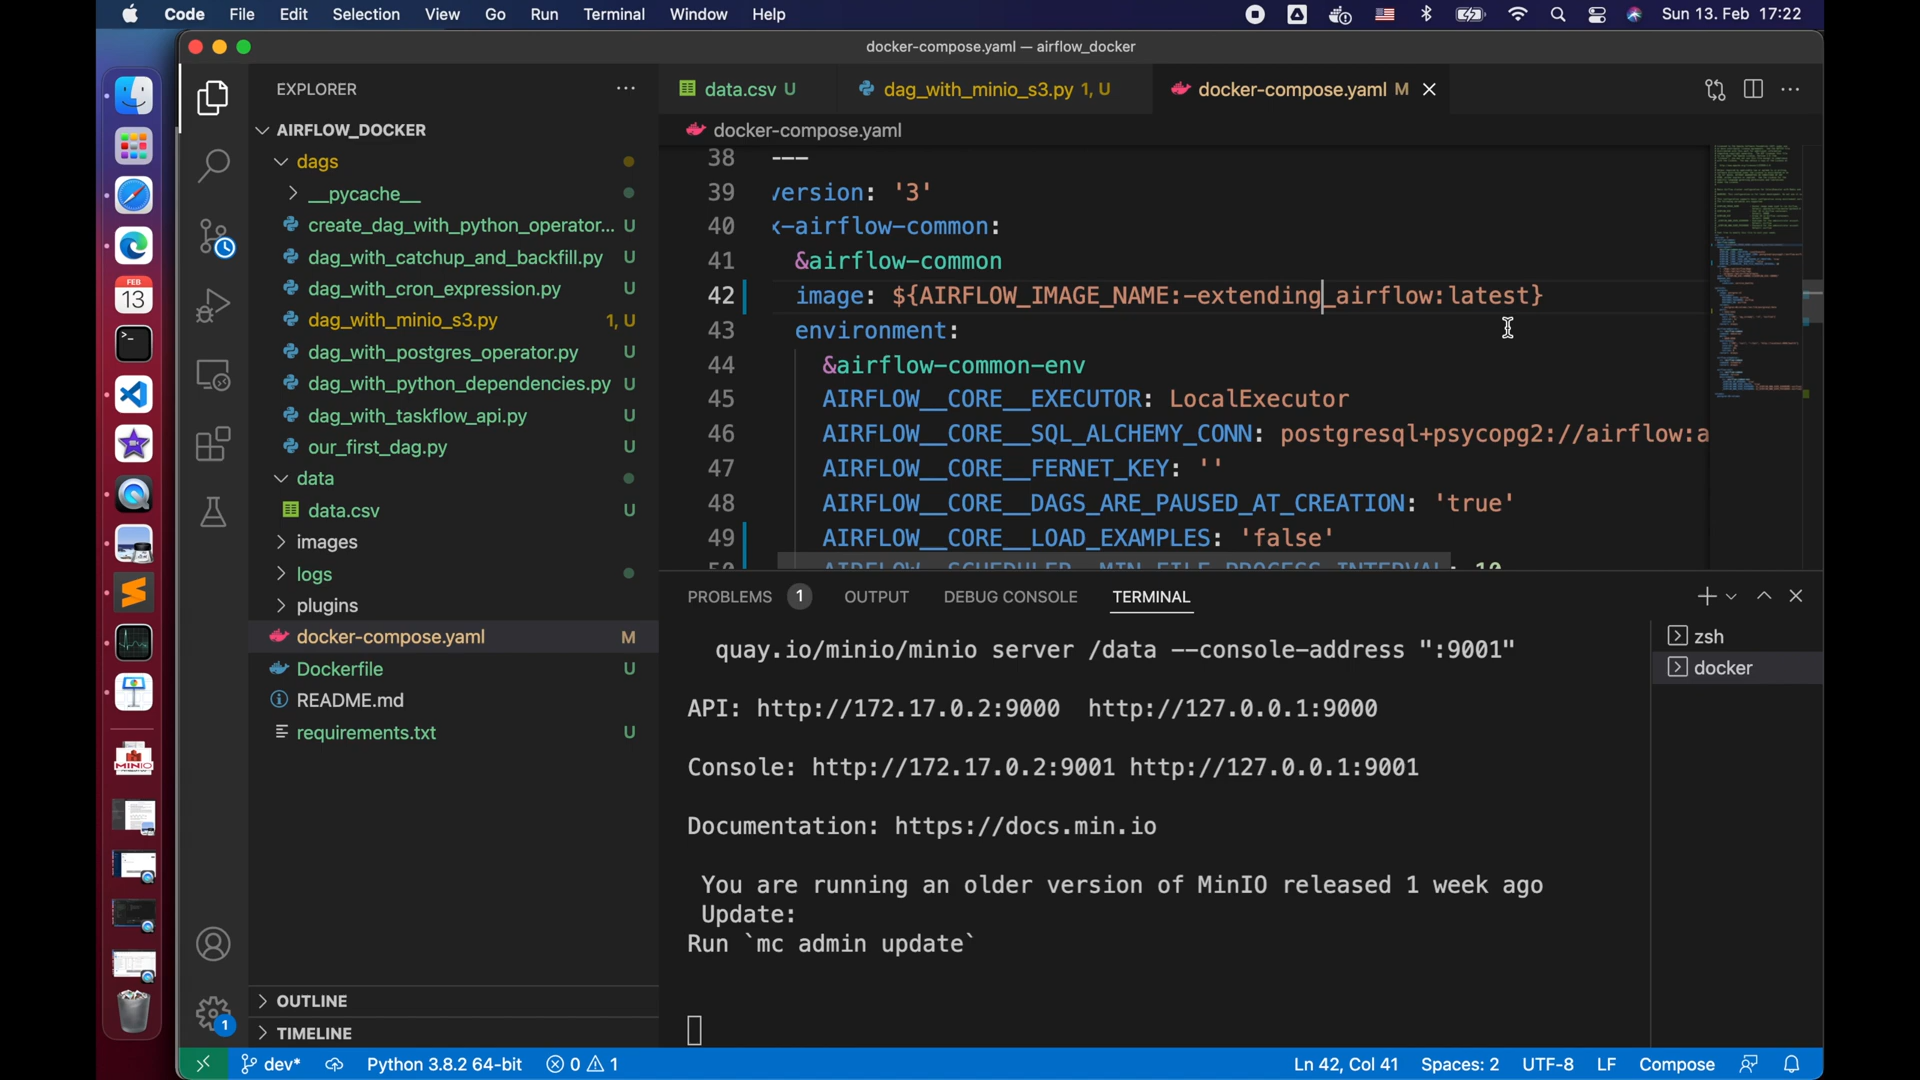 Code File Edit Selection View Go Run Terminal Window Help Sun 13. Feb 17:22
docker-compose.yaml — airflow_docker
EXPLORER
AIRFLOW_DOCKER
dags
__pycache__
create_dag_with_python_operator... U
dag_with_catchup_and_backfill.py U
dag_with_cron_expression.py U
dag_with_minio_s3.py 1, U
dag_with_postgres_operator.py U
dag_with_python_dependencies.py U
dag_with_taskflow_api.py U
our_first_dag.py U
data
data.csv U
images
logs
plugins
docker-compose.yaml M
Dockerfile U
README.md
requirements.txt U
OUTLINE
TIMELINE
data.csv U dag_with_minio_s3.py 1, U docker-compose.yaml M
docker-compose.yaml
38 ---
39 version: '3'
40 x-airflow-common:
41 &airflow-common
42 image: ${AIRFLOW_IMAGE_NAME:-extending_airflow:latest}
43 environment:
44 &airflow-common-env
45 AIRFLOW__CORE__EXECUTOR: LocalExecutor
46 AIRFLOW__CORE__SQL_ALCHEMY_CONN: postgresql+psycopg2://airflow:a
47 AIRFLOW__CORE__FERNET_KEY: ''
48 AIRFLOW__CORE__DAGS_ARE_PAUSED_AT_CREATION: 'true'
49 AIRFLOW__CORE__LOAD_EXAMPLES: 'false'
50 AIRFLOW__SCHEDULER__MIN_FILE_PROCESS_INTERVAL: 10
PROBLEMS 1 OUTPUT DEBUG CONSOLE TERMINAL
quay.io/minio/minio server /data --console-address ":9001"
API: http://172.17.0.2:9000 http://127.0.0.1:9000
Console: http://172.17.0.2:9001 http://127.0.0.1:9001
Documentation: https://docs.min.io
You are running an older version of MinIO released 1 week ago
Update:
Run `mc admin update`
zsh
docker
FEB
13
MINIO
1
dev* Python 3.8.2 64-bit 0 1 Ln 42, Col 41 Spaces: 2 UTF-8 LF Compose